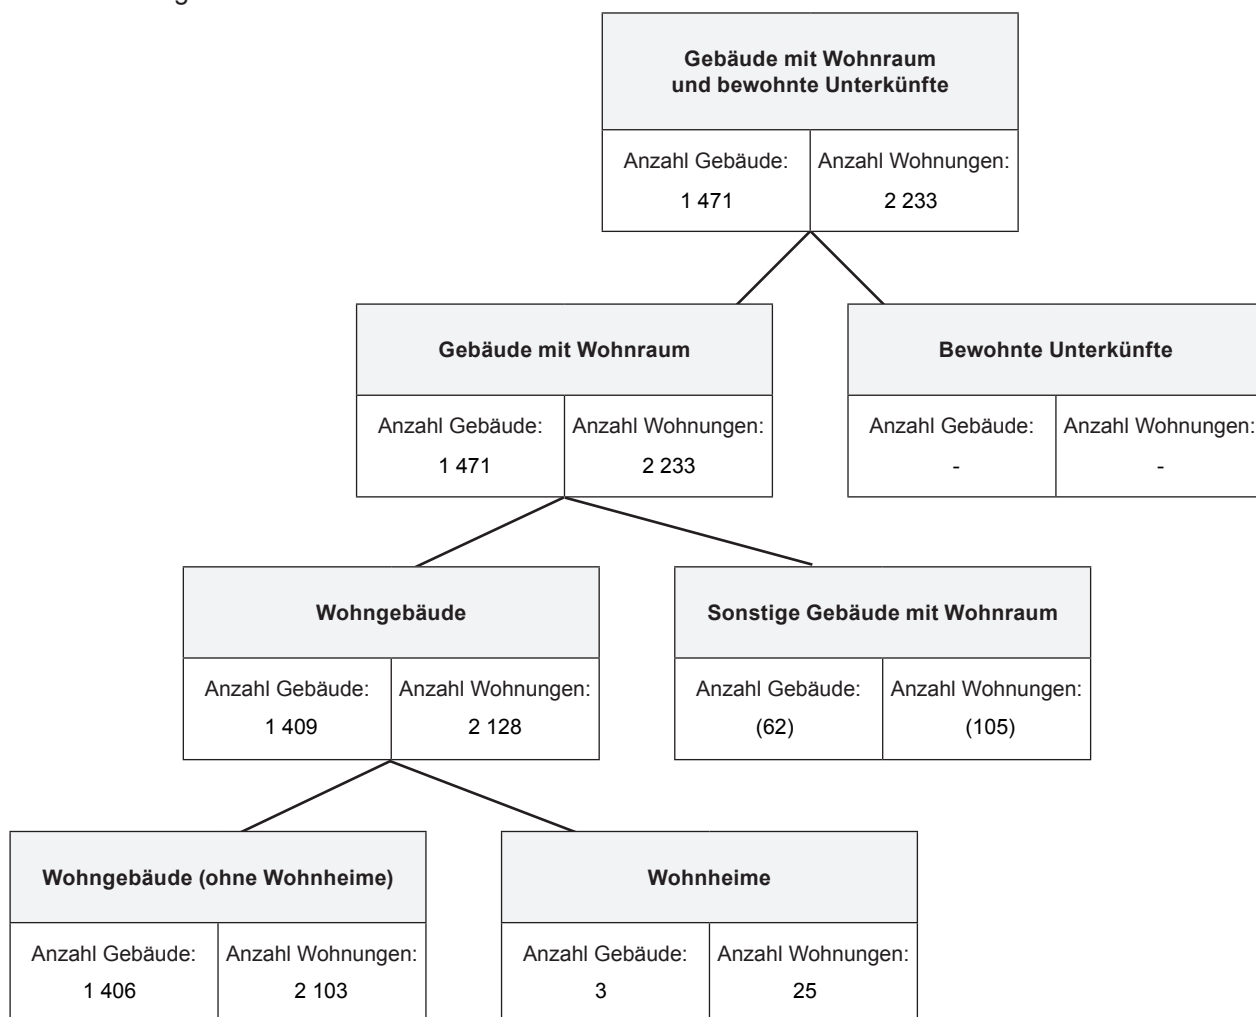 Gebäude mit Wohnraum
und bewohnte Unterkünfte
Anzahl Gebäude: Anzahl Wohnungen:
1 471 2 233
Gebäude mit Wohnraum Bewohnte Unterkünfte
Anzahl Gebäude: Anzahl Wohnungen: Anzahl Gebäude: Anzahl Wohnungen:
1 471 2 233 - -
Wohngebäude Sonstige Gebäude mit Wohnraum
Anzahl Gebäude: Anzahl Wohnungen: Anzahl Gebäude: Anzahl Wohnungen:
1 409 2 128 (62) (105)
Wohngebäude (ohne Wohnheime) Wohnheime
Anzahl Gebäude: Anzahl Wohnungen: Anzahl Gebäude: Anzahl Wohnungen:
1 406 2 103 3 25